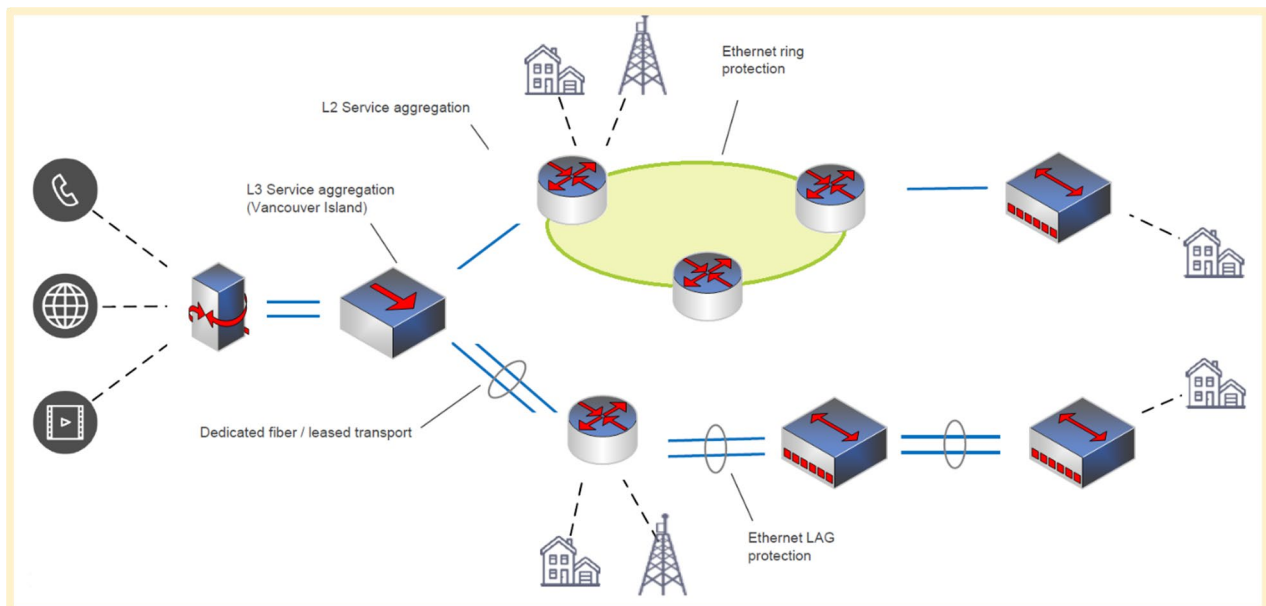 Ethernet ring
protection
L2 Service aggregation
L3 Service aggregation
(Vancouver Island)
Dedicated fiber / leased transport
Ethernet LAG
protection